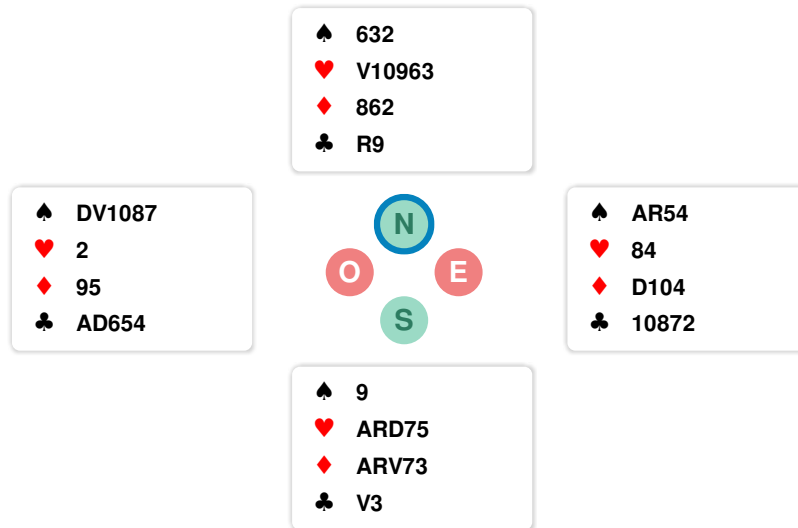 ♠ 632
♥ V10963
♦ 862
♣ R9
♠ DV1087
♥ 2
♦ 95
♣ AD654
N
O E
S
♠ AR54
♥ 84
♦ D104
♣ 10872
♠ 9
♥ ARD75
♦ ARV73
♣ V3